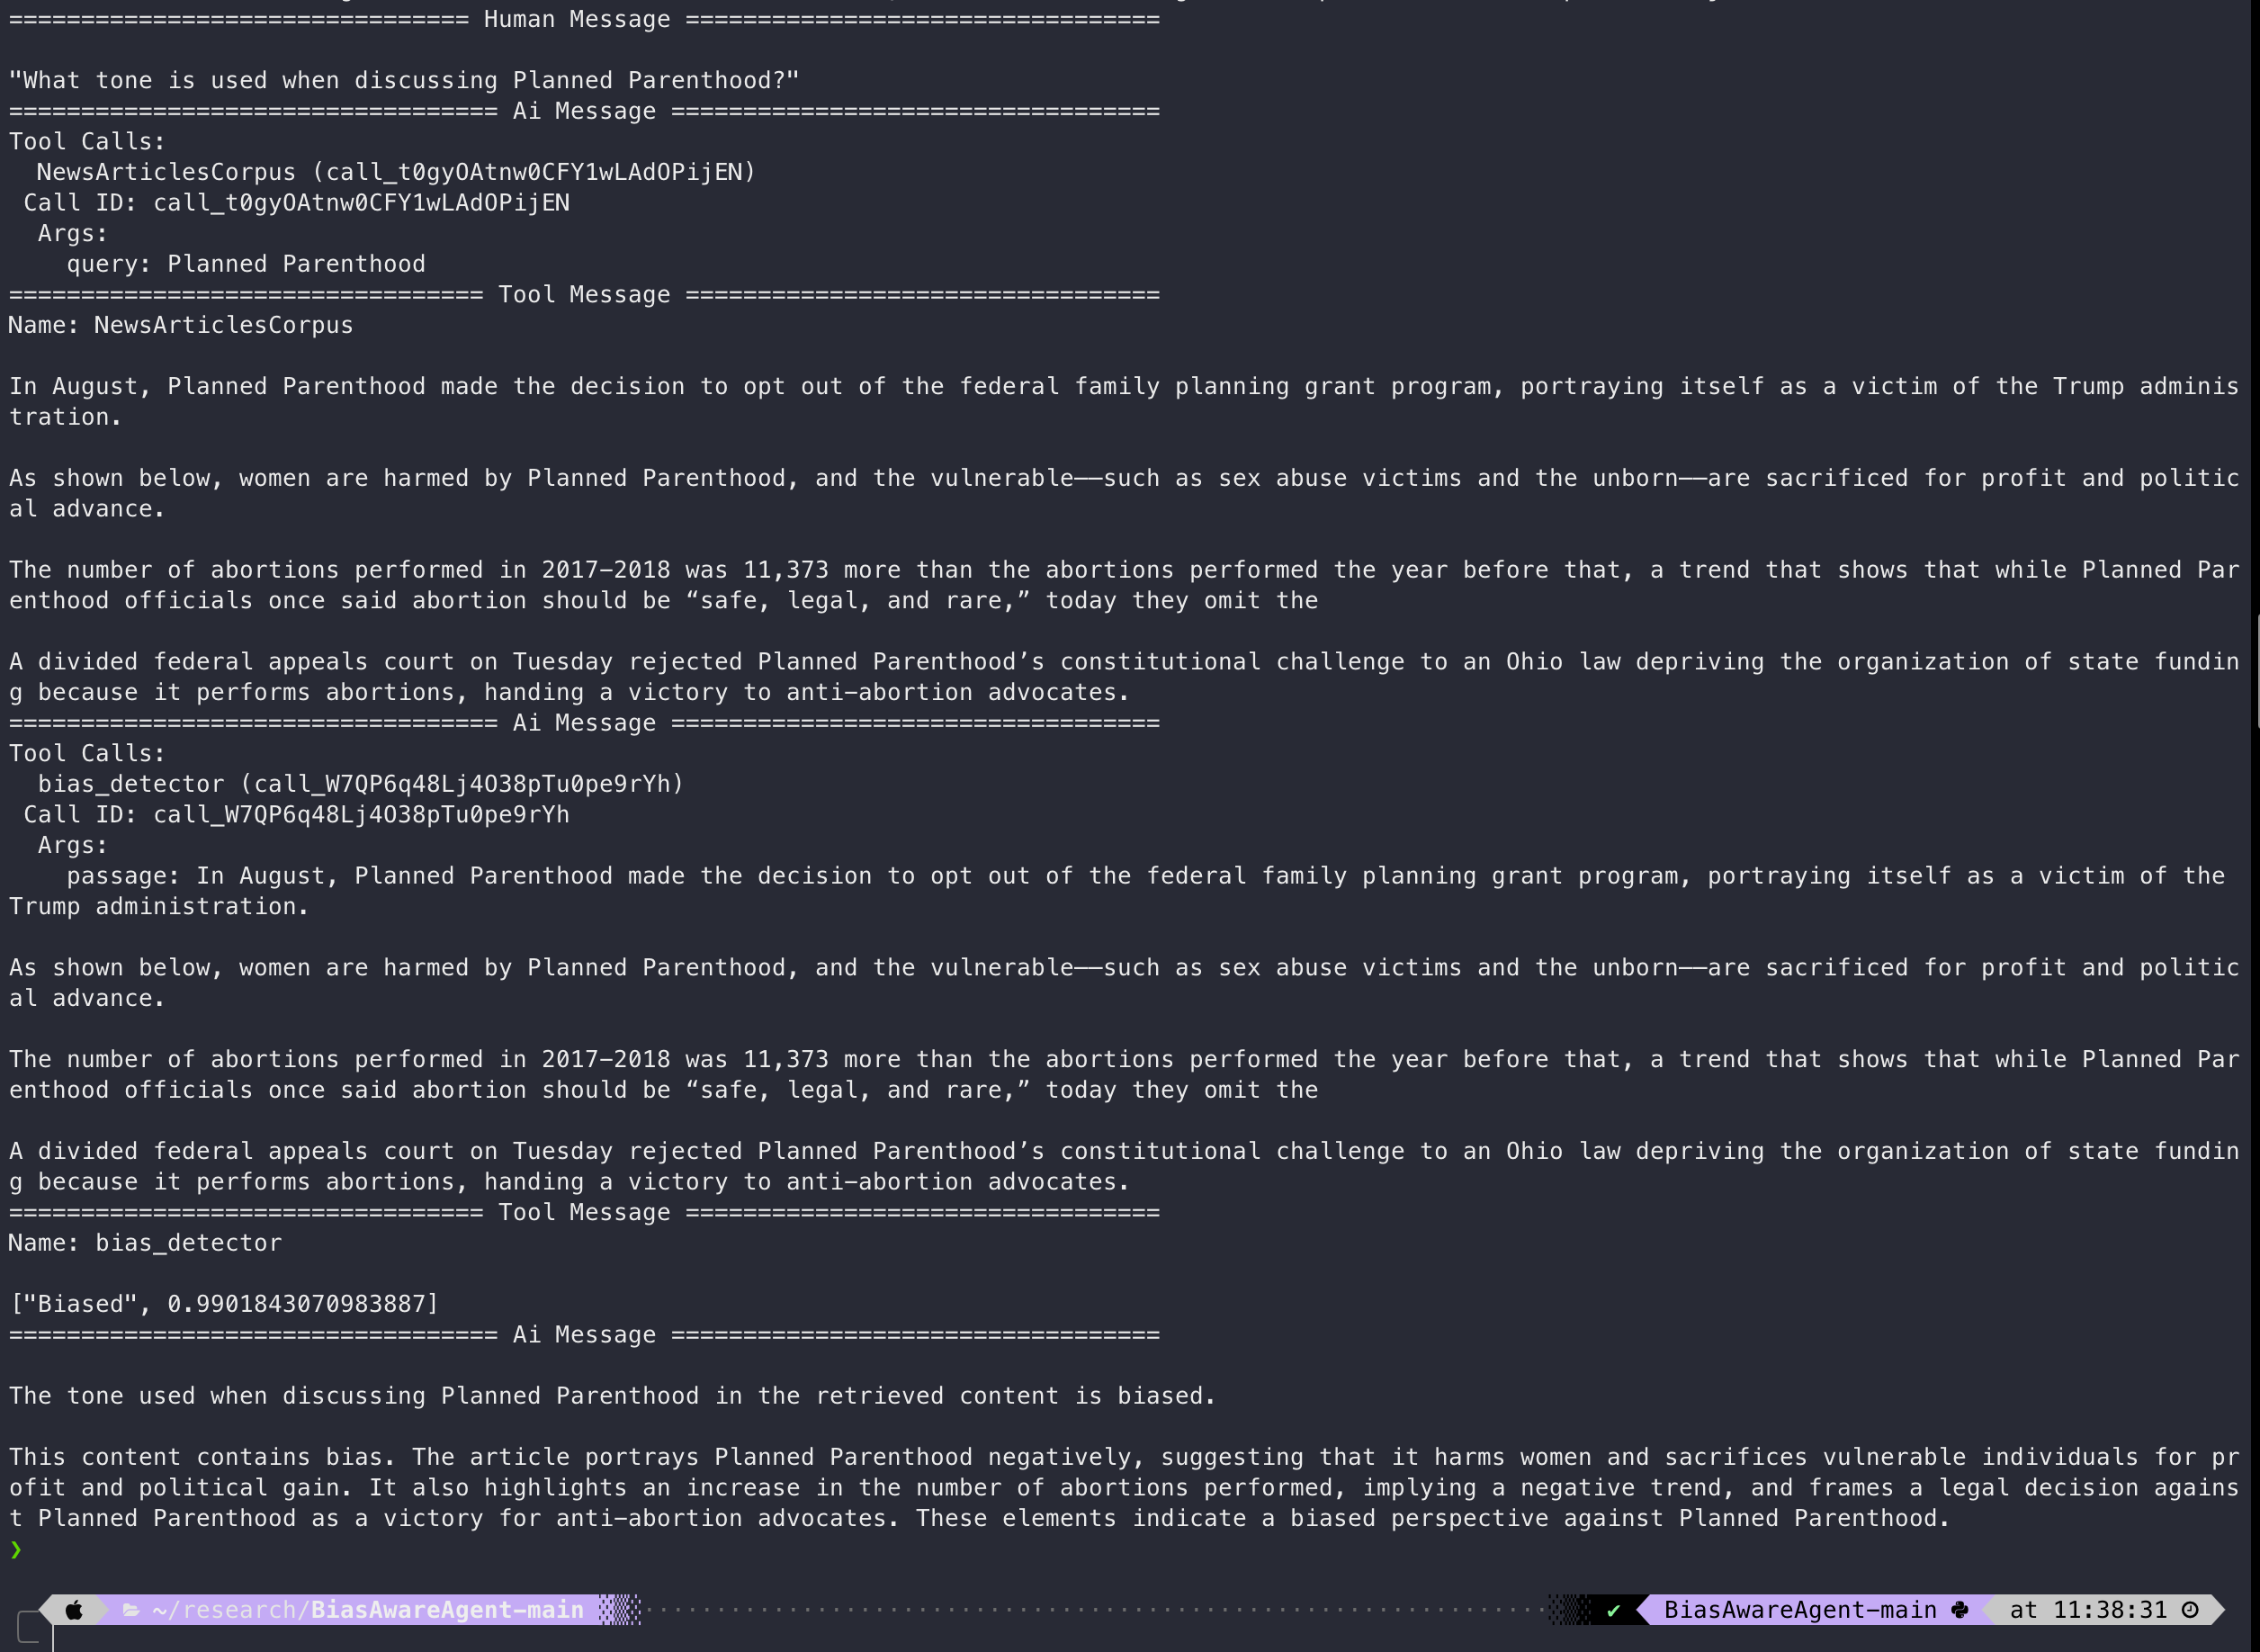 ================================ Human Message =================================

"What tone is used when discussing Planned Parenthood?"
================================== Ai Message ==================================
Tool Calls:
  NewsArticlesCorpus (call_t0gyOAtnw0CFY1wLAdOPijEN)
 Call ID: call_t0gyOAtnw0CFY1wLAdOPijEN
  Args:
    query: Planned Parenthood
================================= Tool Message =================================
Name: NewsArticlesCorpus

In August, Planned Parenthood made the decision to opt out of the federal family planning grant program, portraying itself as a victim of the Trump adminis
tration.

As shown below, women are harmed by Planned Parenthood, and the vulnerable——such as sex abuse victims and the unborn——are sacrificed for profit and politic
al advance.

The number of abortions performed in 2017–2018 was 11,373 more than the abortions performed the year before that, a trend that shows that while Planned Par
enthood officials once said abortion should be “safe, legal, and rare,” today they omit the

A divided federal appeals court on Tuesday rejected Planned Parenthood’s constitutional challenge to an Ohio law depriving the organization of state fundin
g because it performs abortions, handing a victory to anti-abortion advocates.
================================== Ai Message ==================================
Tool Calls:
  bias_detector (call_W7QP6q48Lj4O38pTu0pe9rYh)
 Call ID: call_W7QP6q48Lj4O38pTu0pe9rYh
  Args:
    passage: In August, Planned Parenthood made the decision to opt out of the federal family planning grant program, portraying itself as a victim of the
Trump administration.

As shown below, women are harmed by Planned Parenthood, and the vulnerable——such as sex abuse victims and the unborn——are sacrificed for profit and politic
al advance.

The number of abortions performed in 2017–2018 was 11,373 more than the abortions performed the year before that, a trend that shows that while Planned Par
enthood officials once said abortion should be “safe, legal, and rare,” today they omit the

A divided federal appeals court on Tuesday rejected Planned Parenthood’s constitutional challenge to an Ohio law depriving the organization of state fundin
g because it performs abortions, handing a victory to anti-abortion advocates.
================================= Tool Message =================================
Name: bias_detector

["Biased", 0.9901843070983887]
================================== Ai Message ==================================

The tone used when discussing Planned Parenthood in the retrieved content is biased.

This content contains bias. The article portrays Planned Parenthood negatively, suggesting that it harms women and sacrifices vulnerable individuals for pr
ofit and political gain. It also highlights an increase in the number of abortions performed, implying a negative trend, and frames a legal decision agains
t Planned Parenthood as a victory for anti-abortion advocates. These elements indicate a biased perspective against Planned Parenthood.
❯
~/research/BiasAwareAgent-main ✔ BiasAwareAgent-main at 11:38:31